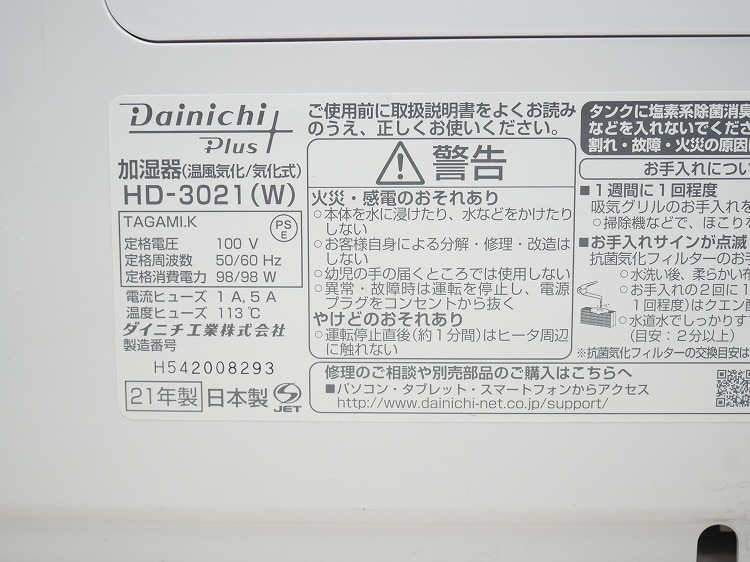 Dainichi
Plus
加湿器(温風気化/気化式)
HD-3021(W)
TAGAMI.K
PS
E
定格電圧 100 V
定格周波数 50/60 Hz
定格消費電力 98/98 W
電流ヒューズ 1 A, 5 A
温度ヒューズ 113℃
ダイニチ工業株式会社
製造番号
H542008293
21年製 日本製 S JET
ご使用前に取扱説明書をよくお読み
のうえ、正しくお使いください。
警告
火災・感電のおそれあり
○本体を水に浸けたり、水などをかけたり
しない
○お客様自身による分解・修理・改造は
しない
○幼児の手の届くところでは使用しない
○異常・故障時は運転を停止し、電源
プラグをコンセントから抜く
やけどのおそれあり
○運転停止直後(約1分間)はヒータ周辺
に触れない
修理のご相談や別売部品のご購入はこちらへ
■パソコン・タブレット・スマートフォンからアクセス
http://www.dainichi-net.co.jp/support/
タンクに塩素系除菌消臭
などを入れないでくださ
割れ・故障・火災の原因
お手入れについ
■1週間に1回程度
吸気グリルのお手入れを
○掃除機などで、ほこりを
■お手入れサインが点滅
抗菌気化フィルターのお手
○水洗い後、柔らかい布
○お手入れの2回に1
1回程度)はクエン酸
○水道水でしっかりす
(目安：2分以上)
※抗菌気化フィルターの交換目安は